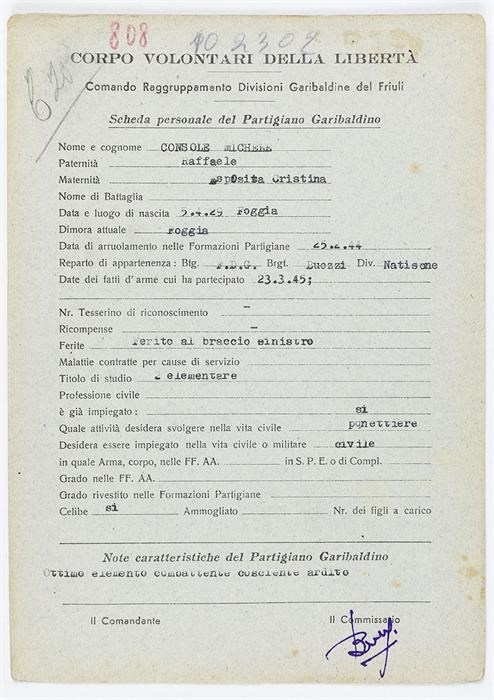 808 102302
CORPO VOLONTARI DELLA LIBERTÀ
Comando Raggruppamento Divisioni Garibaldine del Friuli
Scheda personale del Partigiano Garibaldino
Nome e cognome CONSOLE MICHELE
Paternità Raffaele
Maternità Esposita Cristina
Nome di Battaglia
Data e luogo di nascita 5.4.29 Foggia
Dimora attuale Foggia
Data di arruolamento nelle Formazioni Partigiane 25.2.44
Reparto di appartenenza: Btg. F.D.G. Brgt. Buozzi Div. Natisone
Date dei fatti d'arme cui ha partecipato 23.3.45;
Nr. Tesserino di riconoscimento -
Ricompense -
Ferite Ferito al braccio sinistro
Malattie contratte per cause di servizio
Titolo di studio 2 elementare
Professione civile
è già impiegato: si
Quale attività desidera svolgere nella vita civile panettiere
Desidera essere impiegato nella vita civile o militare civile
in quale Arma, corpo, nelle FF. AA. in S. P. E. o di Compl.
Grado nelle FF. AA.
Grado rivestito nelle Formazioni Partigiane
Celibe si Ammogliato Nr. dei figli a carico
Note caratteristiche del Partigiano Garibaldino
Ottimo elemento combattente cosciente ardito
Il Comandante Il Commissario